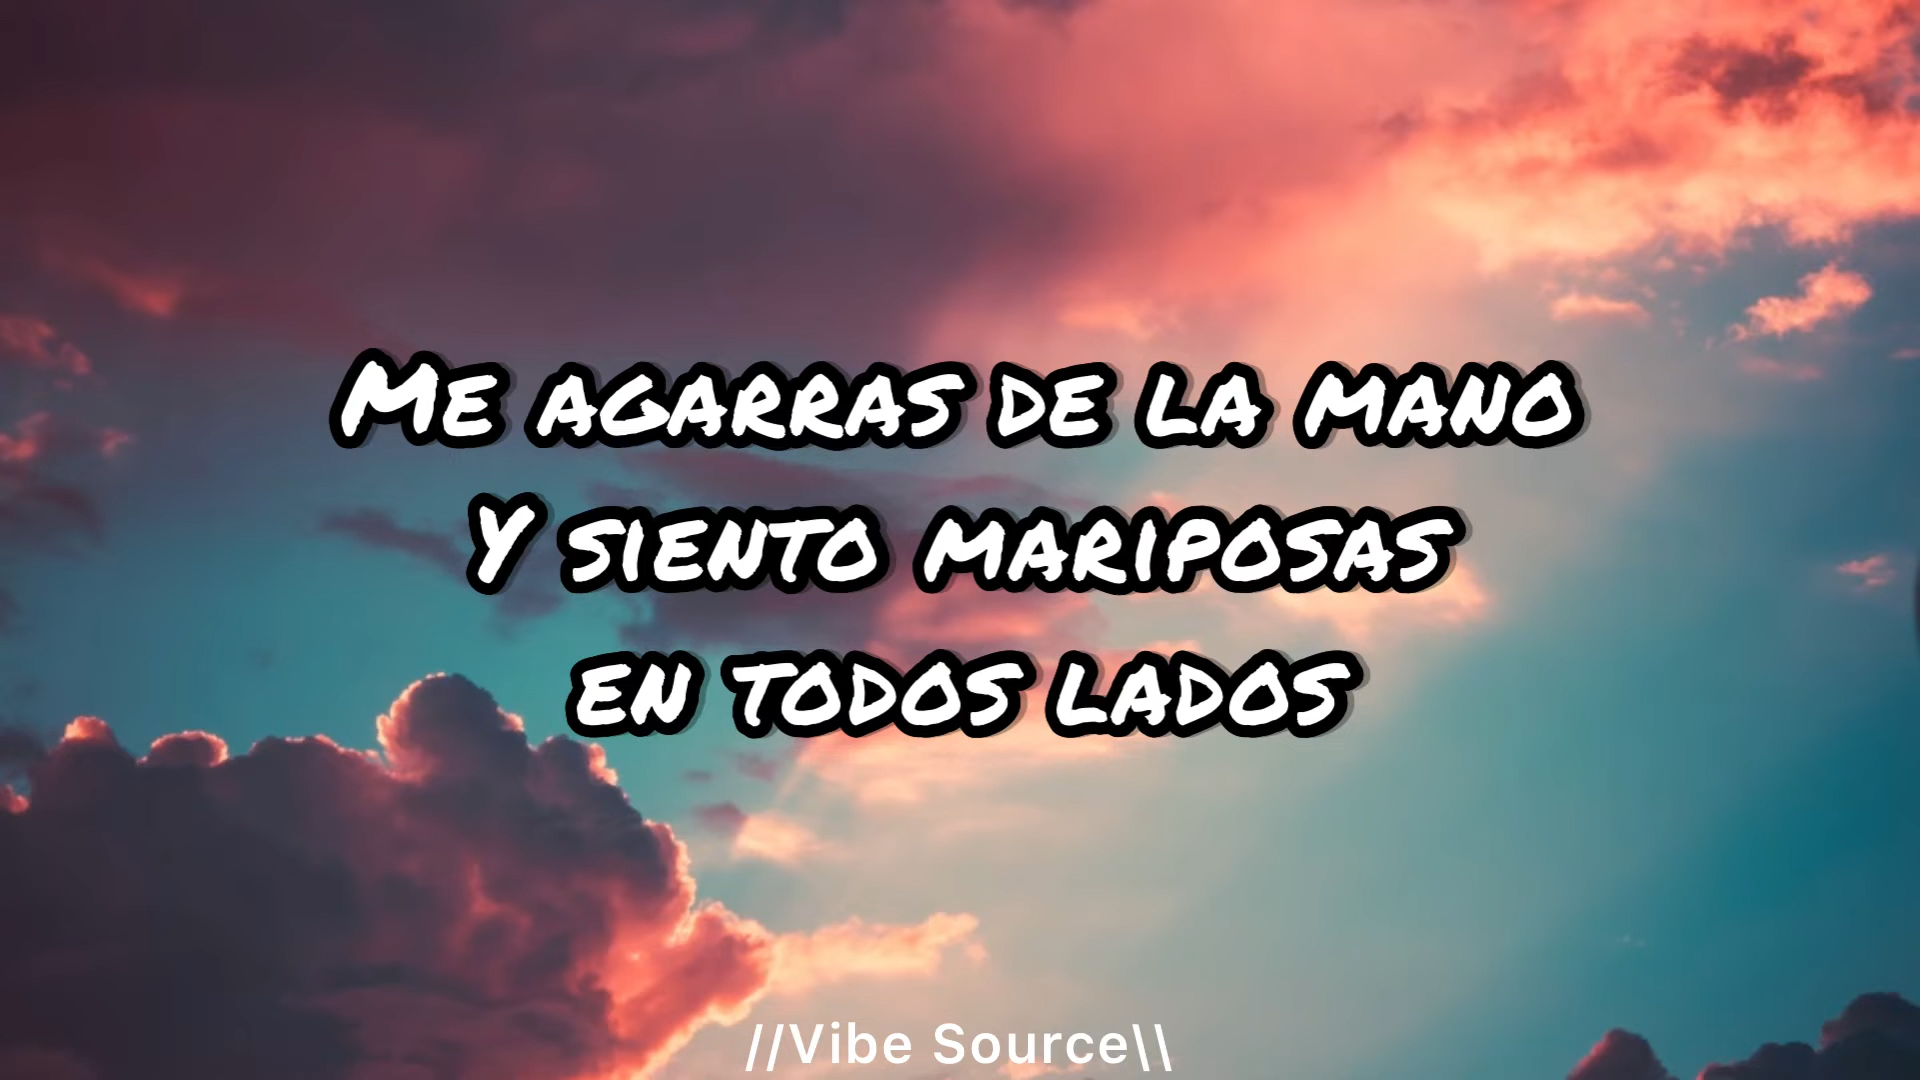 Me agarras de la mano
Y siento mariposas
en todos lados
//Vibe Source\\